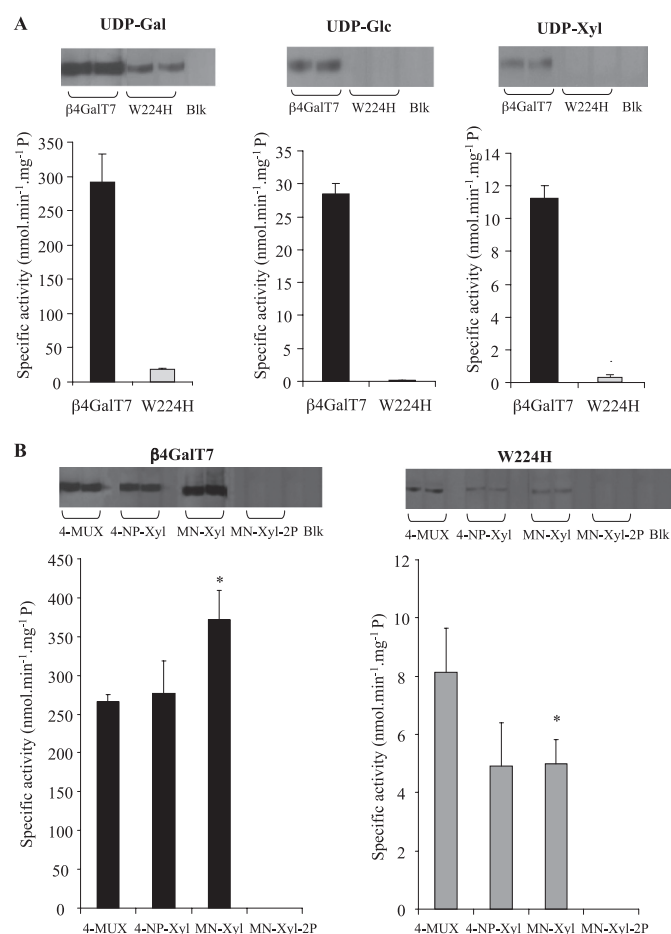 A
UDP-Gal
UDP-Glc
UDP-Xyl
β4GalT7 W224H Blk
β4GalT7 W224H Blk
β4GalT7 W224H Blk
Specific activity (nmol.min⁻¹.mg⁻¹ P)
350
300
250
200
150
100
50
0
β4GalT7 W224H
Specific activity (nmol.min⁻¹.mg⁻¹ P)
35
30
25
20
15
10
5
0
β4GalT7 W224H
Specific activity (nmol.min⁻¹.mg⁻¹ P)
14
12
10
8
6
4
2
0
β4GalT7 W224H
B
β4GalT7
4-MUX 4-NP-Xyl MN-Xyl MN-Xyl-2P Blk
Specific activity (nmol.min⁻¹.mg⁻¹ P)
450
400
350
300
250
200
150
100
50
0
*
4-MUX 4-NP-Xyl MN-Xyl MN-Xyl-2P
W224H
4-MUX 4-NP-Xyl MN-Xyl MN-Xyl-2P Blk
Specific activity (nmol.min⁻¹.mg⁻¹ P)
12
10
8
6
4
2
0
*
4-MUX 4-NP-Xyl MN-Xyl MN-Xyl-2P